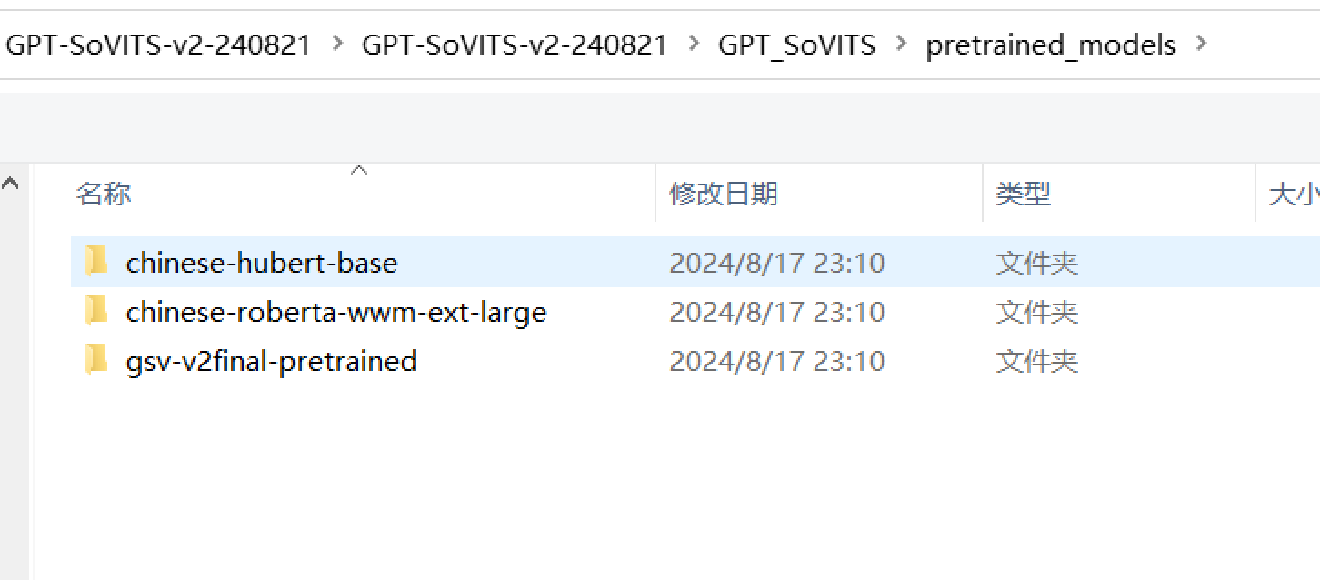 GPT-SoVITS-v2-240821 > GPT-SoVITS-v2-240821 > GPT_SoVITS > pretrained_models >
名称 修改日期 类型 大小
chinese-hubert-base 2024/8/17 23:10 文件夹
chinese-roberta-wwm-ext-large 2024/8/17 23:10 文件夹
gsv-v2final-pretrained 2024/8/17 23:10 文件夹